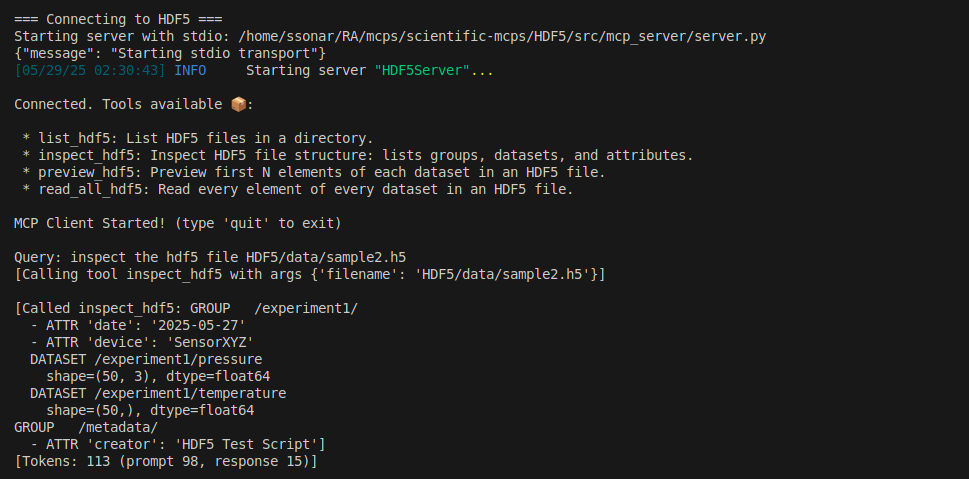 === Connecting to HDF5 ===
Starting server with stdio: /home/ssonar/RA/mcps/scientific-mcps/HDF5/src/mcp_server/server.py
{"message": "Starting stdio transport"}
[05/29/25 02:30:43] INFO     Starting server "HDF5Server"...
Connected. Tools available 📦:
 * list_hdf5: List HDF5 files in a directory.
 * inspect_hdf5: Inspect HDF5 file structure: lists groups, datasets, and attributes.
 * preview_hdf5: Preview first N elements of each dataset in an HDF5 file.
 * read_all_hdf5: Read every element of every dataset in an HDF5 file.
MCP Client Started! (type 'quit' to exit)
Query: inspect the hdf5 file HDF5/data/sample2.h5
[Calling tool inspect_hdf5 with args {'filename': 'HDF5/data/sample2.h5'}]
[Called inspect_hdf5: GROUP   /experiment1/
  - ATTR 'date': '2025-05-27'
  - ATTR 'device': 'SensorXYZ'
  DATASET /experiment1/pressure
    shape=(50, 3), dtype=float64
  DATASET /experiment1/temperature
    shape=(50,), dtype=float64
GROUP   /metadata/
  - ATTR 'creator': 'HDF5 Test Script']
[Tokens: 113 (prompt 98, response 15)]